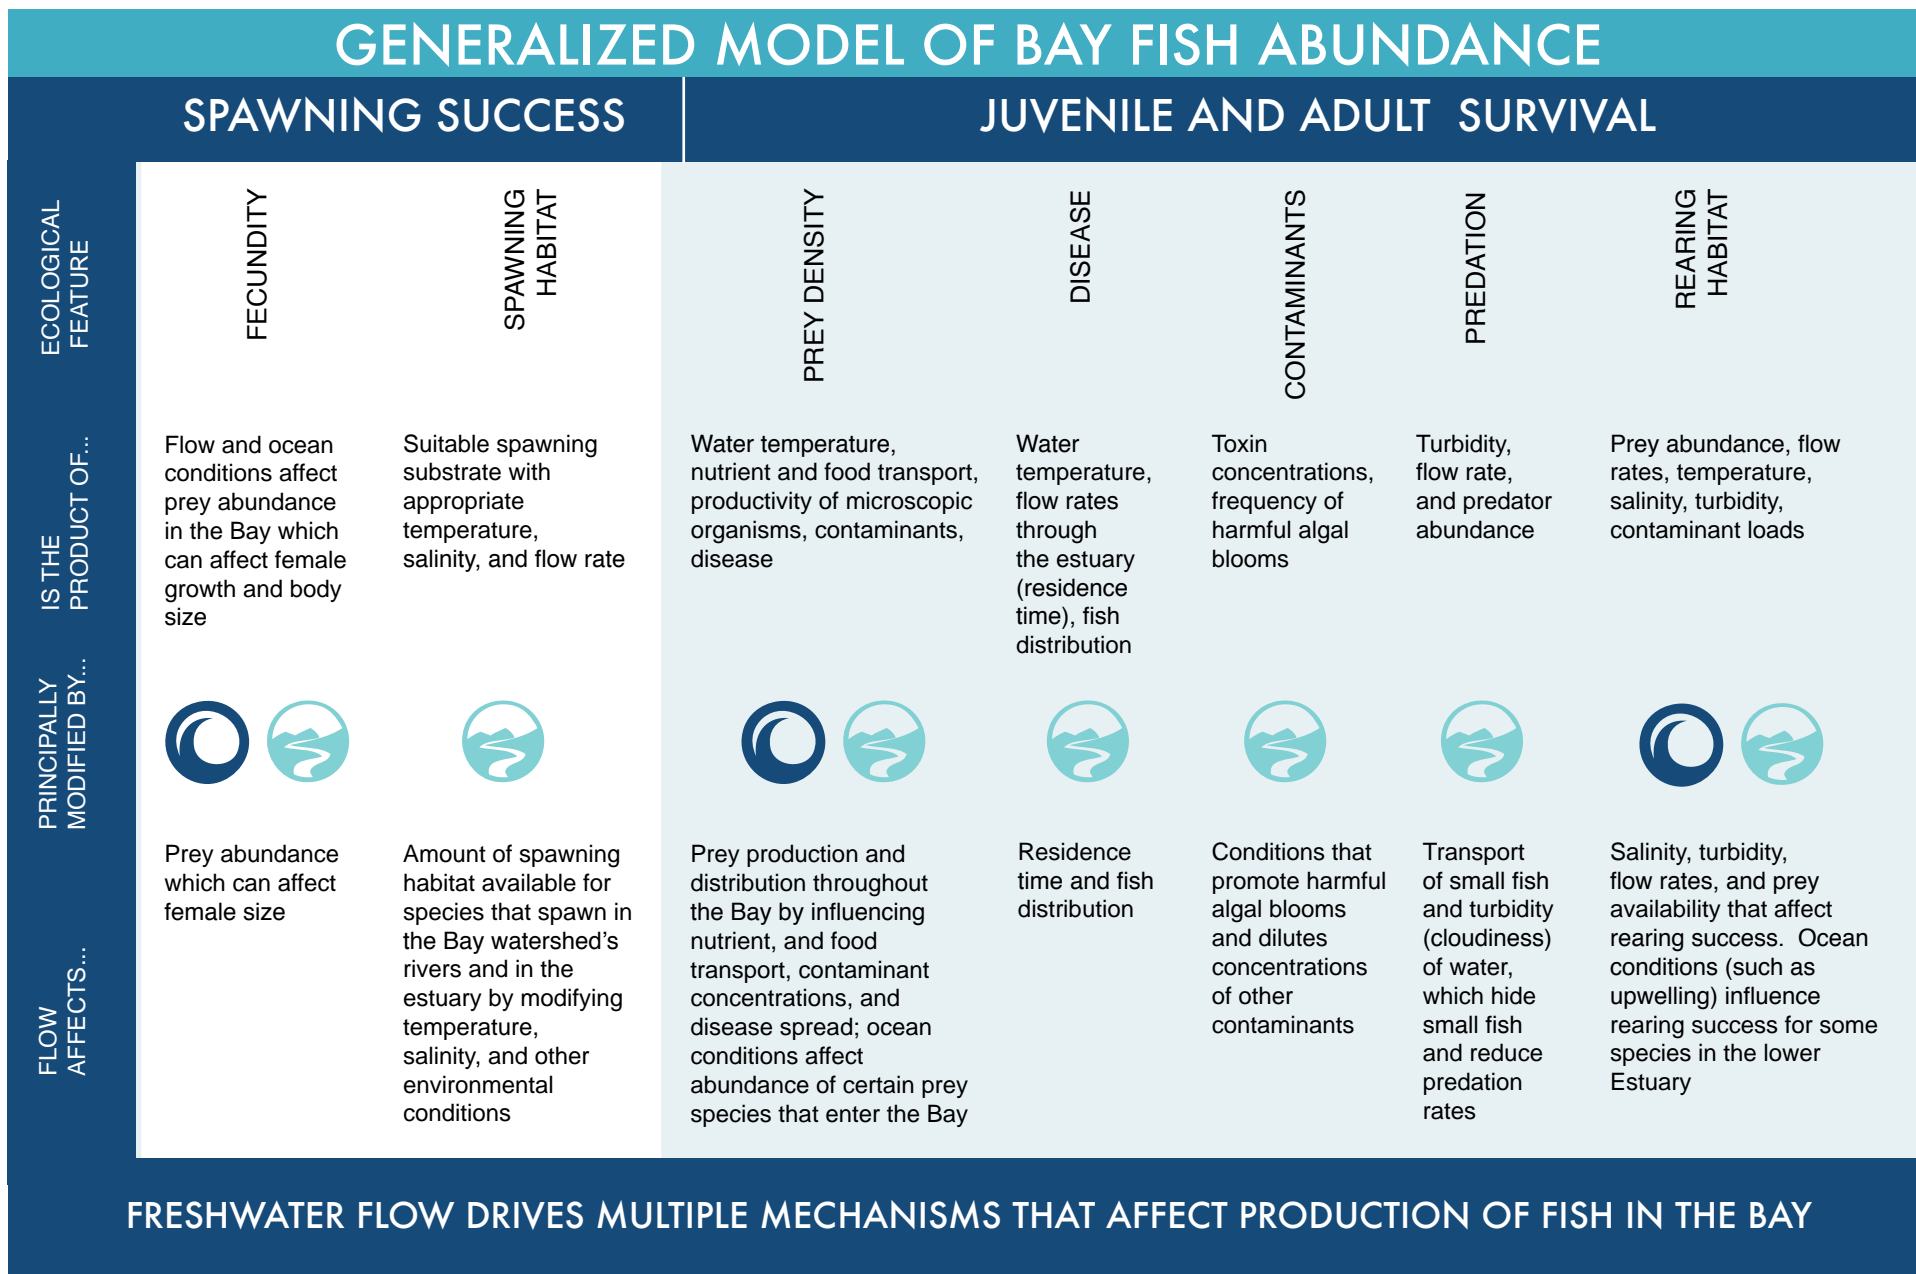 GENERALIZED MODEL OF BAY FISH ABUNDANCE
SPAWNING SUCCESS
JUVENILE AND ADULT SURVIVAL
ECOLOGICAL
FEATURE
FECUNDITY
SPAWNING
HABITAT
PREY DENSITY
DISEASE
CONTAMINANTS
PREDATION
REARING
HABITAT
IS THE
PRODUCT OF...
Flow and ocean
conditions affect
prey abundance
in the Bay which
can affect female
growth and body
size
Suitable spawning
substrate with
appropriate
temperature,
salinity, and flow rate
Water temperature,
nutrient and food transport,
productivity of microscopic
organisms, contaminants,
disease
Water
temperature,
flow rates
through
the estuary
(residence
time), fish
distribution
Toxin
concentrations,
frequency of
harmful algal
blooms
Turbidity,
flow rate,
and predator
abundance
Prey abundance, flow
rates, temperature,
salinity, turbidity,
contaminant loads
PRINCIPALLY
MODIFIED BY...
FLOW
AFFECTS...
Prey abundance
which can affect
female size
Amount of spawning
habitat available for
species that spawn in
the Bay watershed's
rivers and in the
estuary by modifying
temperature,
salinity, and other
environmental
conditions
Prey production and
distribution throughout
the Bay by influencing
nutrient, and food
transport, contaminant
concentrations, and
disease spread; ocean
conditions affect
abundance of certain prey
species that enter the Bay
Residence
time and fish
distribution
Conditions that
promote harmful
algal blooms
and dilutes
concentrations
of other
contaminants
Transport
of small fish
and turbidity
(cloudiness)
of water,
which hide
small fish
and reduce
predation
rates
Salinity, turbidity,
flow rates, and prey
availability that affect
rearing success. Ocean
conditions (such as
upwelling) influence
rearing success for some
species in the lower
Estuary
FRESHWATER FLOW DRIVES MULTIPLE MECHANISMS THAT AFFECT PRODUCTION OF FISH IN THE BAY